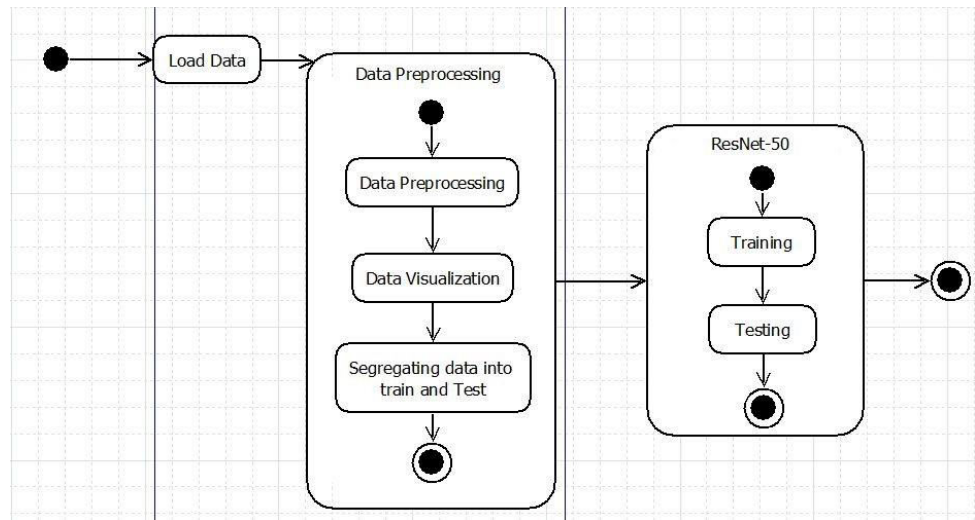 Load Data
Data Preprocessing
Data Preprocessing
Data Visualization
Segregating data into
train and Test
ResNet-50
Training
Testing